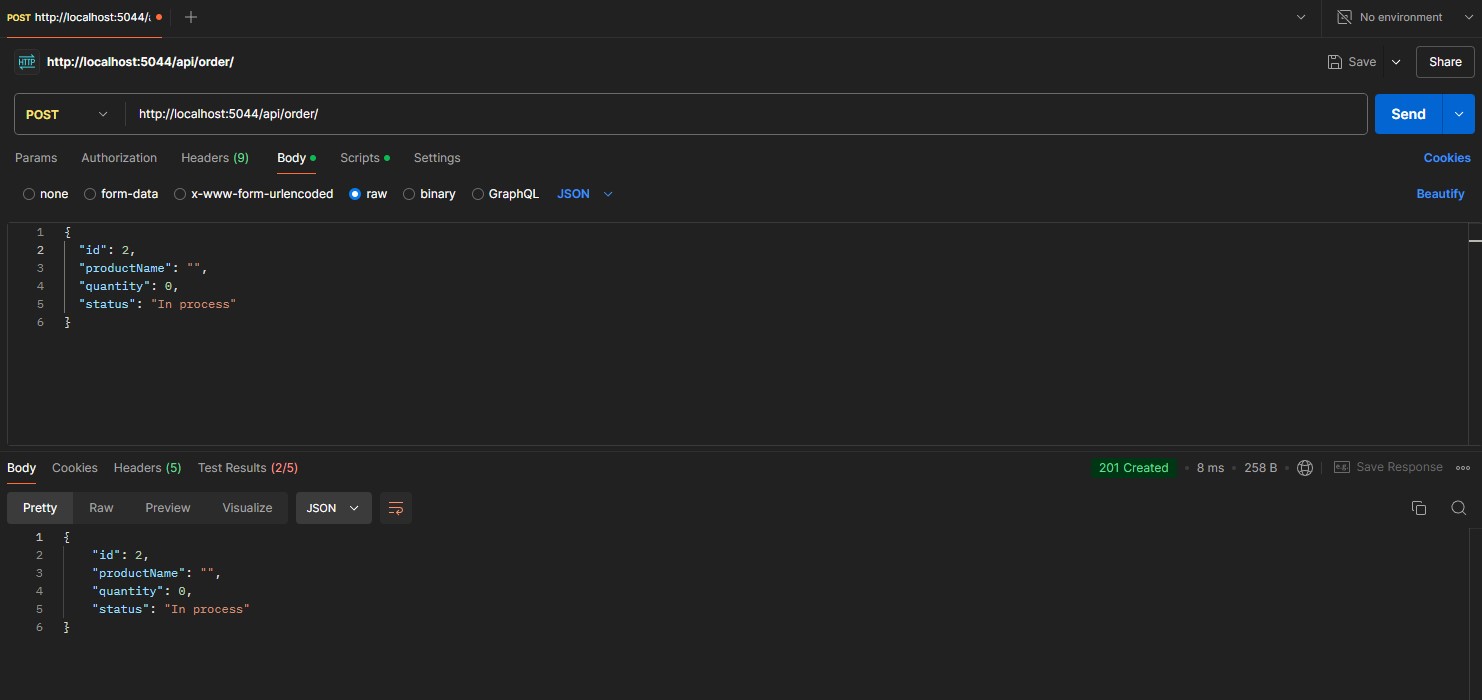 POST http://localhost:5044/a
No environment
HTTP http://localhost:5044/api/order/
Save
Share
POST http://localhost:5044/api/order/
Send
Params Authorization Headers (9) Body Scripts Settings
Cookies
none form-data x-www-form-urlencoded raw binary GraphQL JSON
Beautify
1 {
2 "id": 2,
3 "productName": "",
4 "quantity": 0,
5 "status": "In process"
6 }
Body Cookies Headers (5) Test Results (2/5)
201 Created 8 ms 258 B e.g. Save Response
Pretty Raw Preview Visualize JSON
1 {
2 "id": 2,
3 "productName": "",
4 "quantity": 0,
5 "status": "In process"
6 }